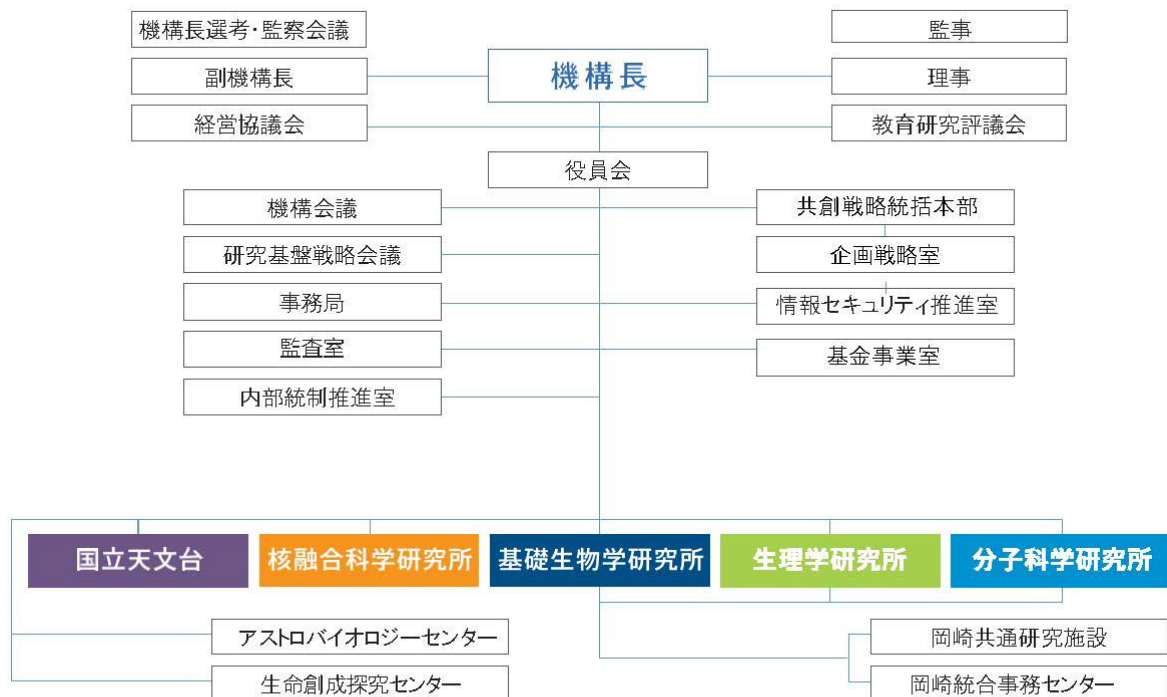 機構長選考・監察会議
監事
副機構長
機構長
理事
経営協議会
教育研究評議会
役員会
機構会議
共創戦略統括本部
研究基盤戦略会議
企画戦略室
事務局
情報セキュリティ推進室
監査室
基金事業室
内部統制推進室
国立天文台
核融合科学研究所
基礎生物学研究所
生理学研究所
分子科学研究所
アストロバイオロジーセンター
岡崎共通研究施設
生命創成探究センター
岡崎統合事務センター